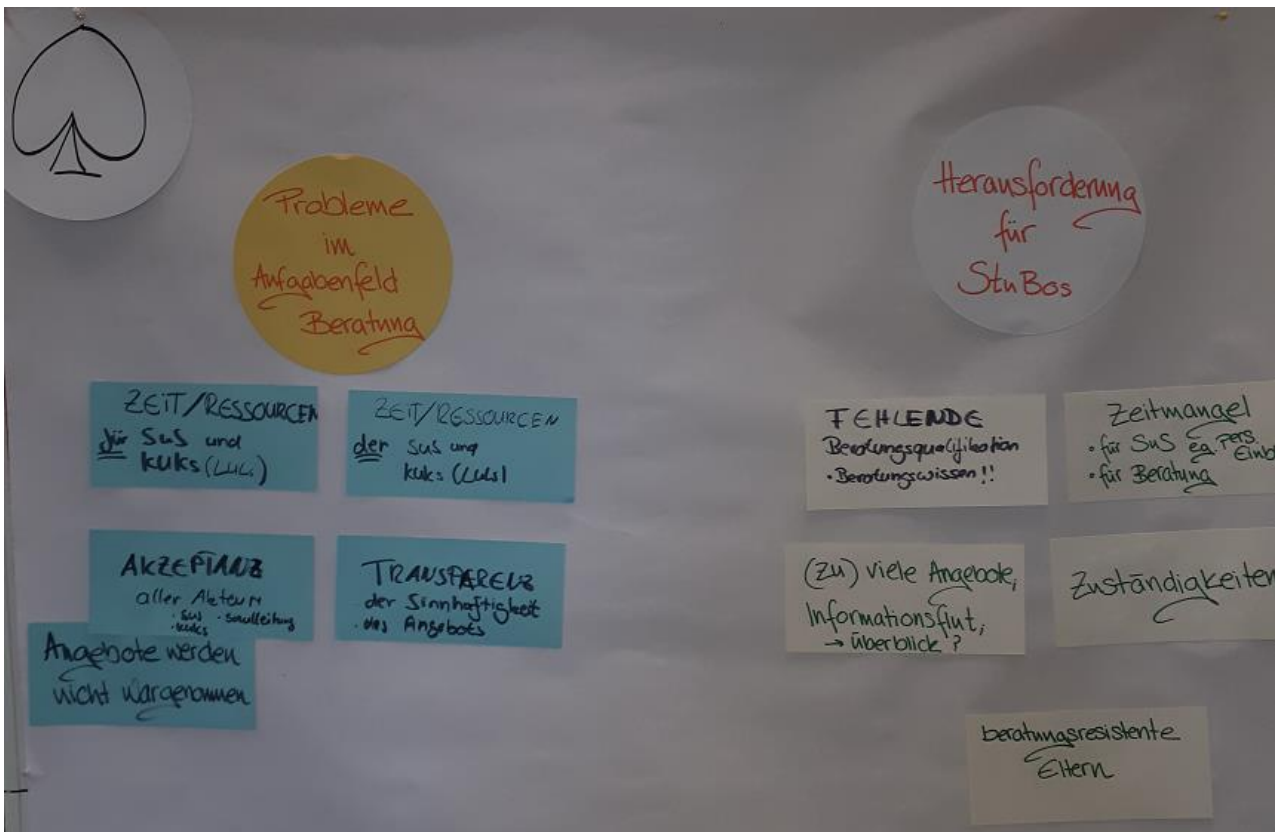 Probleme
im
Aufgabenfeld
Beratung
ZEIT/RESSOURCEN
für SuS und
KuKs (LuL.)
ZEIT/RESSOURCEN
der SuS und
KuKs (LuLs)
AKZEPTANZ
aller Akteure
• SuS • Schulleitung
• KuKs
TRANSPARENZ
der Sinnhaftigkeit
• des Angebots
Angebote werden
nicht wargenommen
Herausforderung
für
StuBos
FEHLENDE
Beratungsqualifikation
• Beratungswissen!!
Zeitmangel
• für SuS
• für Beratung
(zu) viele Angebote,
Informationsflut,
→ Überblick?
Zuständigkeiten
beratungsresistente
Eltern